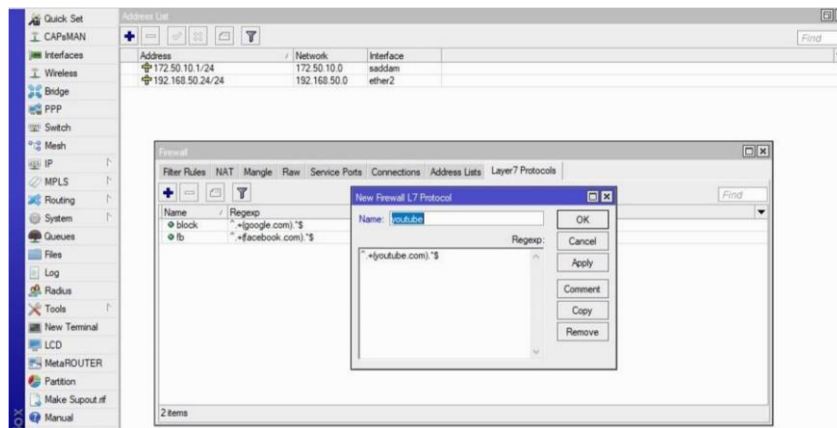 Quick Set
CAPsMAN
Interfaces
Wireless
Bridge
PPP
Switch
Mesh
IP
MPLS
Routing
System
Queues
Files
Log
Radius
Tools
New Terminal
LCD
MetaROUTER
Partition
Make Supout.rif
Manual
Address List
Find
Address / Network Interface
172.50.10.1/24 172.50.10.0 saddam
192.168.50.24/24 192.168.50.0 ether2
Firewall
Filter Rules NAT Mangle Raw Service Ports Connections Address Lists Layer7 Protocols
Find
Name / Regexp
block ^.+(google.com).*$
fb ^.+(facebook.com).*$
2 items
New Firewall L7 Protocol
Name: youtube
Regexp:
^.+(youtube.com).*$
OK
Cancel
Apply
Comment
Copy
Remove